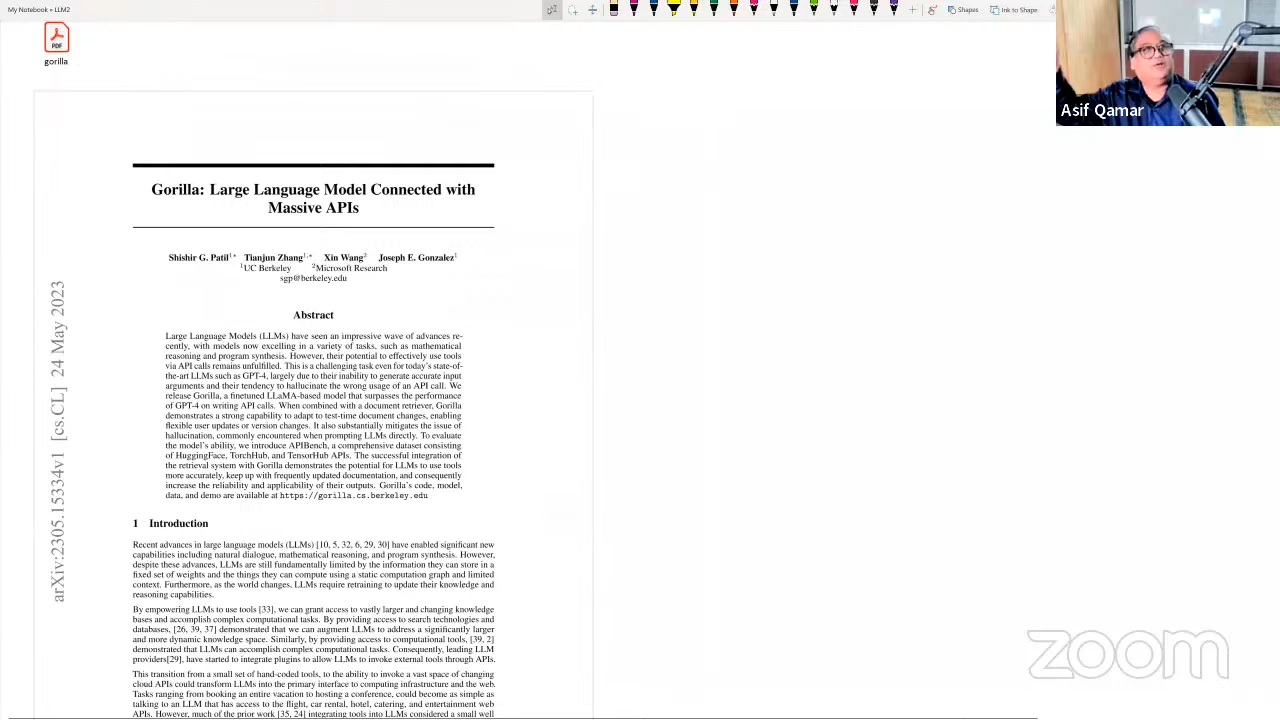 My Notebook » LLM2
Shapes
Ink to Shape
PDF
gorilla
Asif Qamar
Gorilla: Large Language Model Connected with
Massive APIs
Shishir G. Patil1∗ Tianjun Zhang1,∗ Xin Wang2 Joseph E. Gonzalez1
1UC Berkeley 2Microsoft Research
sgp@berkeley.edu
Abstract
Large Language Models (LLMs) have seen an impressive wave of advances re-
cently, with models now excelling in a variety of tasks, such as mathematical
reasoning and program synthesis. However, their potential to effectively use tools
via API calls remains unfulfilled. This is a challenging task even for today's state-of-
the-art LLMs such as GPT-4, largely due to their inability to generate accurate input
arguments and their tendency to hallucinate the wrong usage of an API call. We
release Gorilla, a finetuned LLaMA-based model that surpasses the performance
of GPT-4 on writing API calls. When combined with a document retriever, Gorilla
demonstrates a strong capability to adapt to test-time document changes, enabling
flexible user updates or version changes. It also substantially mitigates the issue of
hallucination, commonly encountered when prompting LLMs directly. To evaluate
the model's ability, we introduce APIBench, a comprehensive dataset consisting
of HuggingFace, TorchHub, and TensorHub APIs. The successful integration of
the retrieval system with Gorilla demonstrates the potential for LLMs to use tools
more accurately, keep up with frequently updated documentation, and consequently
increase the reliability and applicability of their outputs. Gorilla's code, model,
data, and demo are available at https://gorilla.cs.berkeley.edu
1 Introduction
Recent advances in large language models (LLMs) [10, 5, 32, 6, 29, 30] have enabled significant new
capabilities including natural dialogue, mathematical reasoning, and program synthesis. However,
despite these advances, LLMs are still fundamentally limited by the information they can store in a
fixed set of weights and the things they can compute using a static computation graph and limited
context. Furthermore, as the world changes, LLMs require retraining to update their knowledge and
reasoning capabilities.
By empowering LLMs to use tools [33], we can grant access to vastly larger and changing knowledge
bases and accomplish complex computational tasks. By providing access to search technologies and
databases, [26, 39, 37] demonstrated that we can augment LLMs to address a significantly larger
and more dynamic knowledge space. Similarly, by providing access to computational tools, [39, 2]
demonstrated that LLMs can accomplish complex computational tasks. Consequently, leading LLM
providers[29], have started to integrate plugins to allow LLMs to invoke external tools through APIs.
This transition from a small set of hand-coded tools, to the ability to invoke a vast space of changing
cloud APIs could transform LLMs into the primary interface to computing infrastructure and the web.
Tasks ranging from booking an entire vacation to hosting a conference, could become as simple as
talking to an LLM that has access to the flight, car rental, hotel, catering, and entertainment web
APIs. However, much of the prior work [35, 24] integrating tools into LLMs considered a small well
arXiv:2305.15334v1 [cs.CL] 24 May 2023
zoom